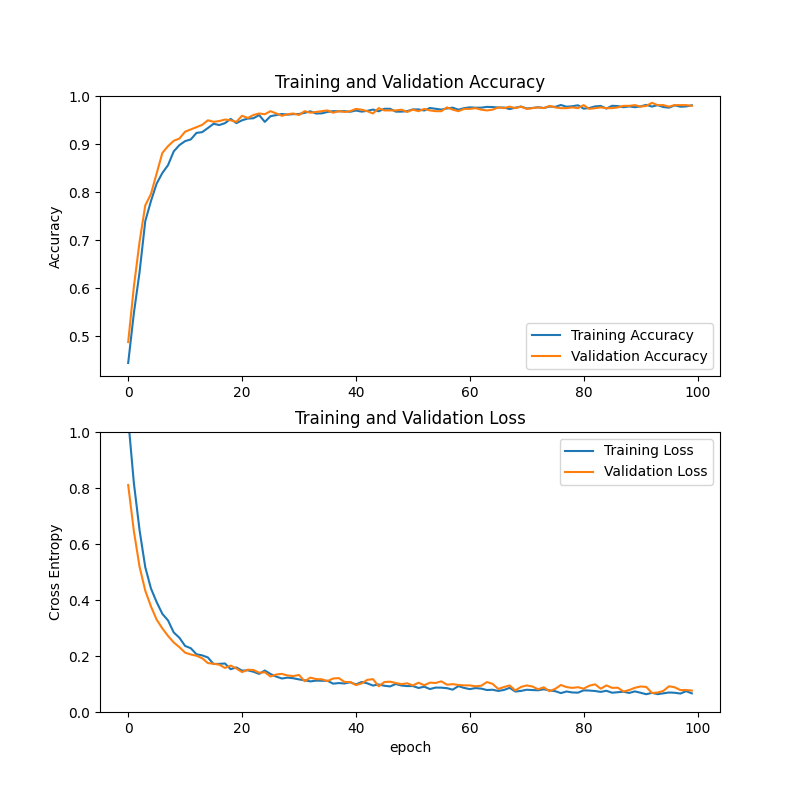 Training and Validation Accuracy
1.0
0.9
0.8
0.7
0.6
0.5
Accuracy
Training Accuracy
Validation Accuracy
0 20 40 60 80 100
Training and Validation Loss
1.0
0.8
0.6
0.4
0.2
0.0
Cross Entropy
Training Loss
Validation Loss
0 20 40 60 80 100
epoch